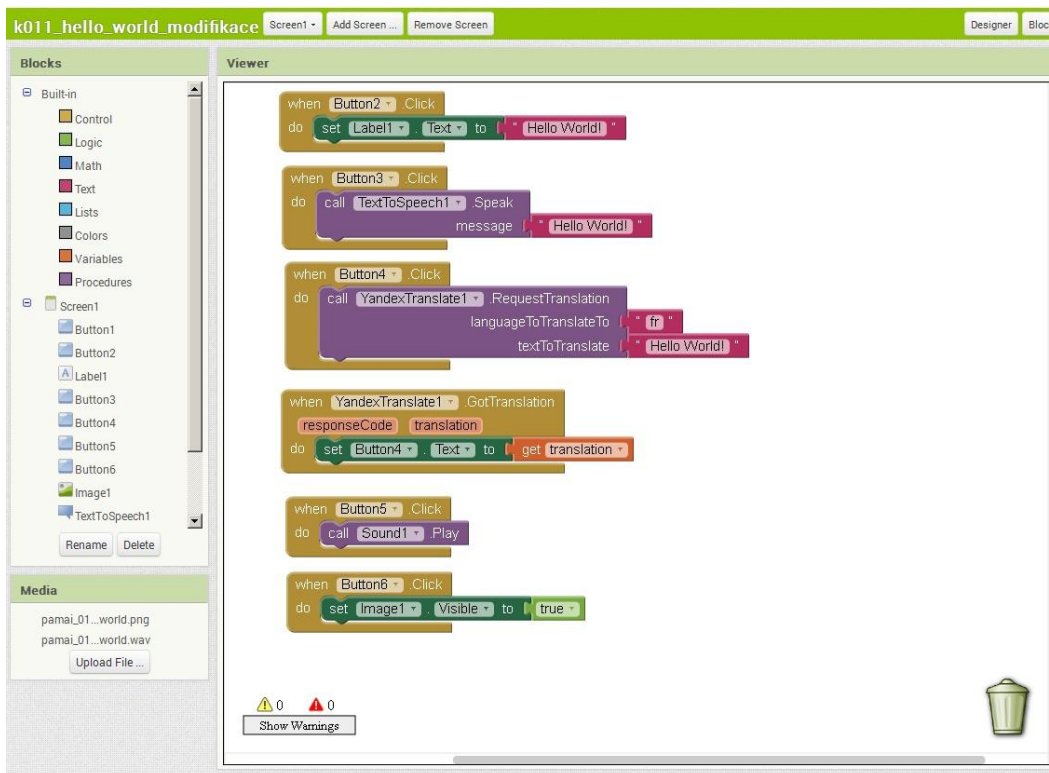 k011_hello_world_modifikace Screen1 Add Screen ... Remove Screen Designer Bloc
Blocks
Built-in
Control
Logic
Math
Text
Lists
Colors
Variables
Procedures
Screen1
Button1
Button2
A Label1
Button3
Button4
Button5
Button6
Image1
TextToSpeech1
Rename Delete
Media
pamai_01...world.png
pamai_01...world.wav
Upload File ...
Viewer
when Button2 .Click
do set Label1 . Text to " Hello World! "
when Button3 .Click
do call TextToSpeech1 .Speak
message " Hello World! "
when Button4 .Click
do call YandexTranslate1 .RequestTranslation
languageToTranslateTo " fr "
textToTranslate " Hello World! "
when YandexTranslate1 .GotTranslation
responseCode translation
do set Button4 . Text to get translation
when Button5 .Click
do call Sound1 .Play
when Button6 .Click
do set Image1 . Visible to true
0 0
Show Warnings